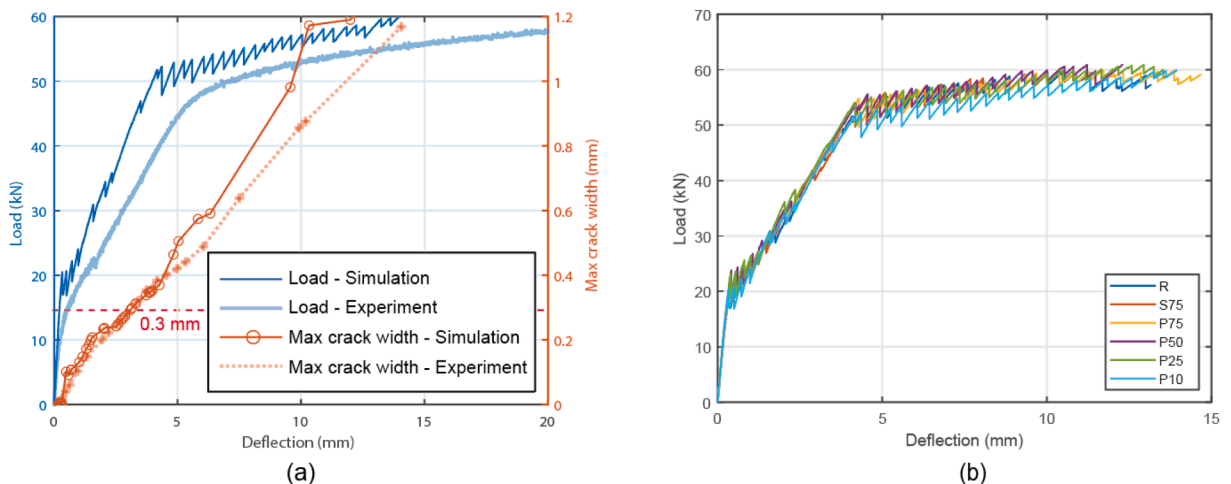 60
50
40
30
20
10
0
Load (kN)
1.2
1
0.8
0.6
0.4
0.2
0
Max crack width (mm)
0.3 mm
Load - Simulation
Load - Experiment
Max crack width - Simulation
Max crack width - Experiment
0 5 10 15 20
Deflection (mm)
(a)
70
60
50
40
30
20
10
0
Load (kN)
R
S75
P75
P50
P25
P10
0 5 10 15
Deflection (mm)
(b)